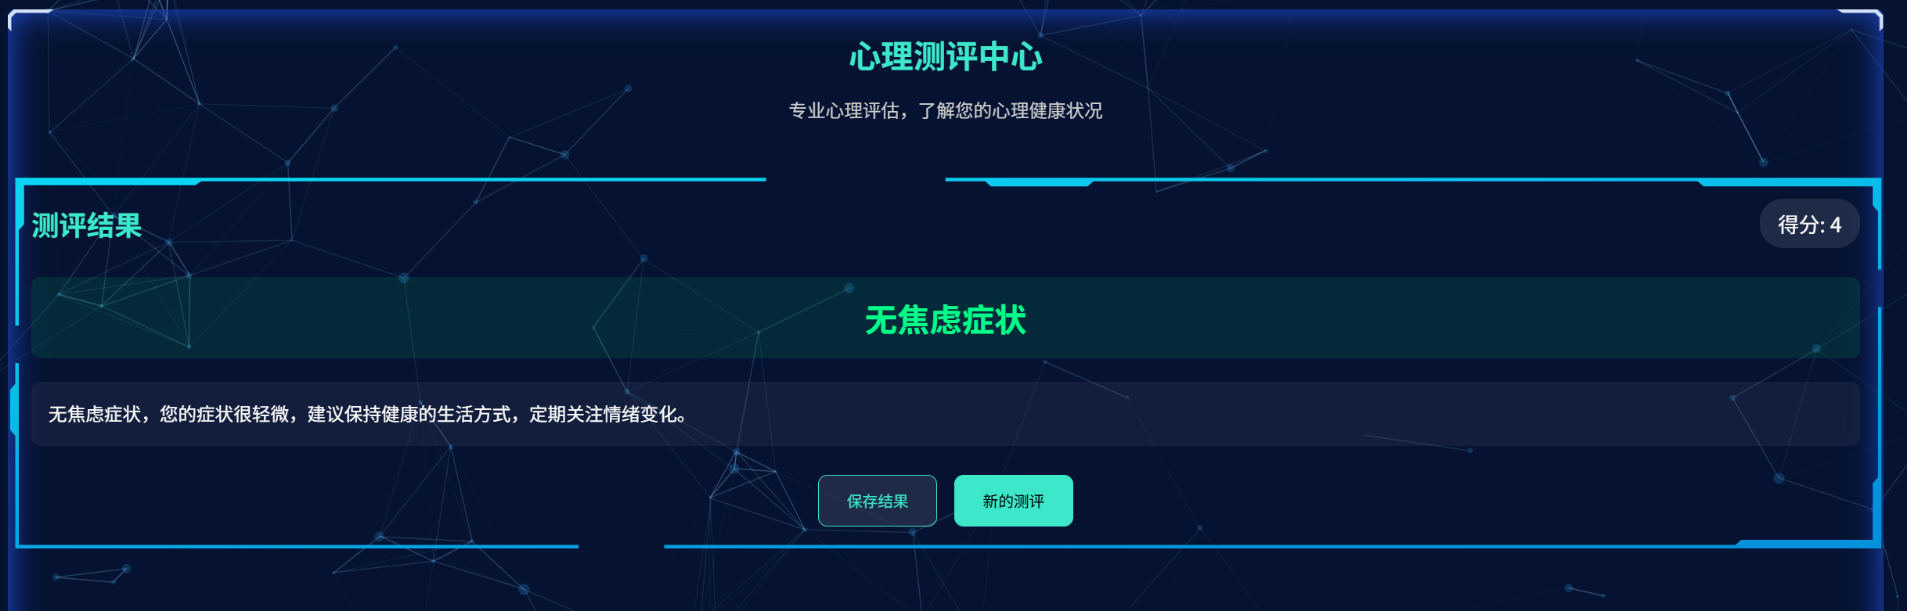 心理测评中心
专业心理评估，了解您的心理健康状况
测评结果
得分: 4
无焦虑症状
无焦虑症状，您的症状很轻微，建议保持健康的生活方式，定期关注情绪变化。
保存结果
新的测评